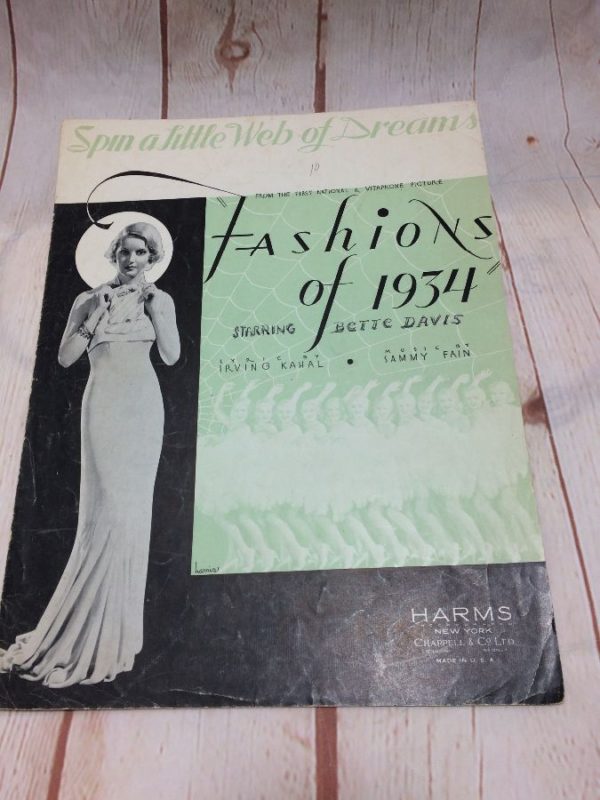 Spin a little Web of Dreams
10
FROM THE FIRST NATIONAL & VITAPHONE PICTURE
"FASHIONS
of 1934"
STARRING BETTE DAVIS
LYRIC BY MUSIC BY
IRVING KAHAL • SAMMY FAIN
HARMS
NEW YORK
CHAPPELL & CO LTD
MADE IN U.S.A.